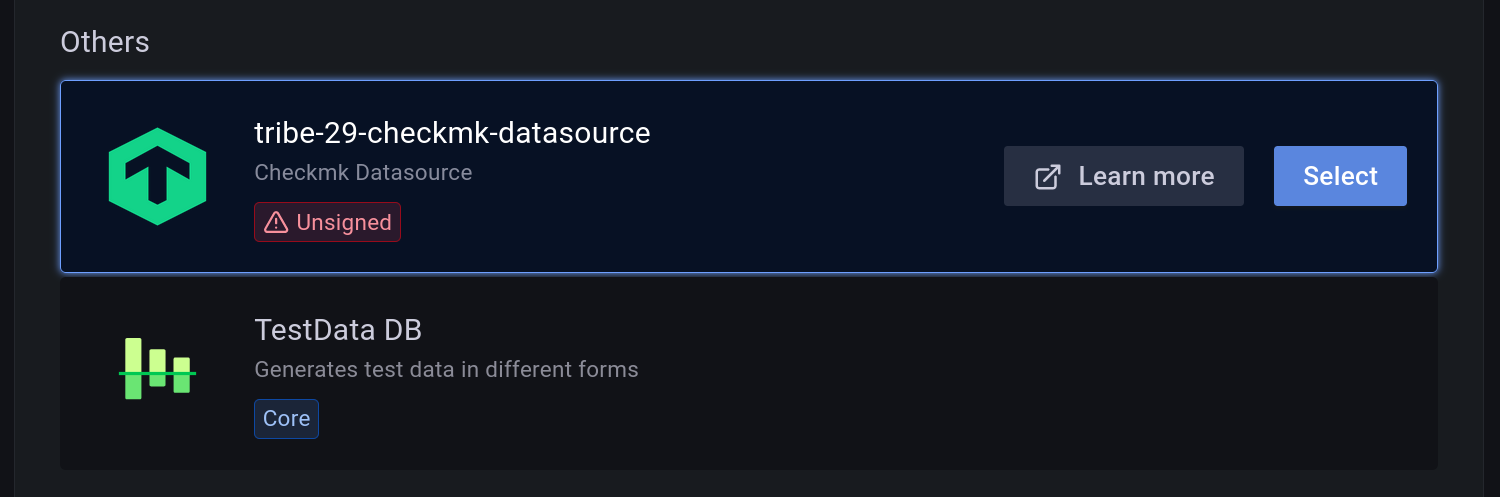 Others
tribe-29-checkmk-datasource
Checkmk Datasource
Unsigned
Learn more
Select
TestData DB
Generates test data in different forms
Core